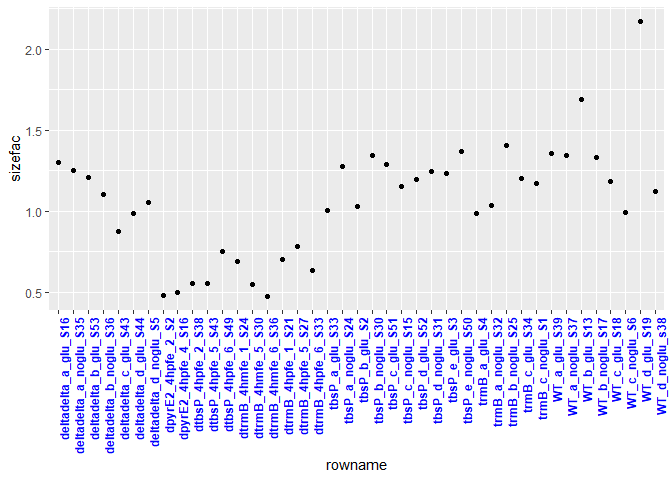 2.0
1.5
1.0
0.5
sizefac
deltadelta_a_glu_S16
deltadelta_a_noglu_S35
deltadelta_b_glu_S53
deltadelta_b_noglu_S36
deltadelta_c_glu_S43
deltadelta_d_glu_S44
deltadelta_d_noglu_S5
dpyrE2_4hpfe_2_S2
dpyrE2_4hpfe_4_S16
dtbsP_4hpfe_2_S38
dtbsP_4hpfe_5_S43
dtbsP_4hpfe_6_S49
dtrmB_4hmfe_1_S24
dtrmB_4hmfe_5_S30
dtrmB_4hmfe_6_S36
dtrmB_4hpfe_1_S21
dtrmB_4hpfe_5_S27
dtrmB_4hpfe_6_S33
tbsP_a_glu_S33
tbsP_a_noglu_S24
tbsP_b_glu_S2
tbsP_b_noglu_S30
tbsP_c_glu_S51
tbsP_c_noglu_S15
tbsP_d_glu_S52
tbsP_d_noglu_S31
tbsP_e_glu_S3
tbsP_e_noglu_S50
trmB_a_glu_S4
trmB_a_noglu_S32
trmB_b_noglu_S25
trmB_c_glu_S34
trmB_c_noglu_S1
WT_a_glu_S39
WT_a_noglu_S37
WT_b_glu_S13
WT_b_noglu_S17
WT_c_glu_S18
WT_c_noglu_S6
WT_d_glu_S19
WT_d_noglu_s38
rowname